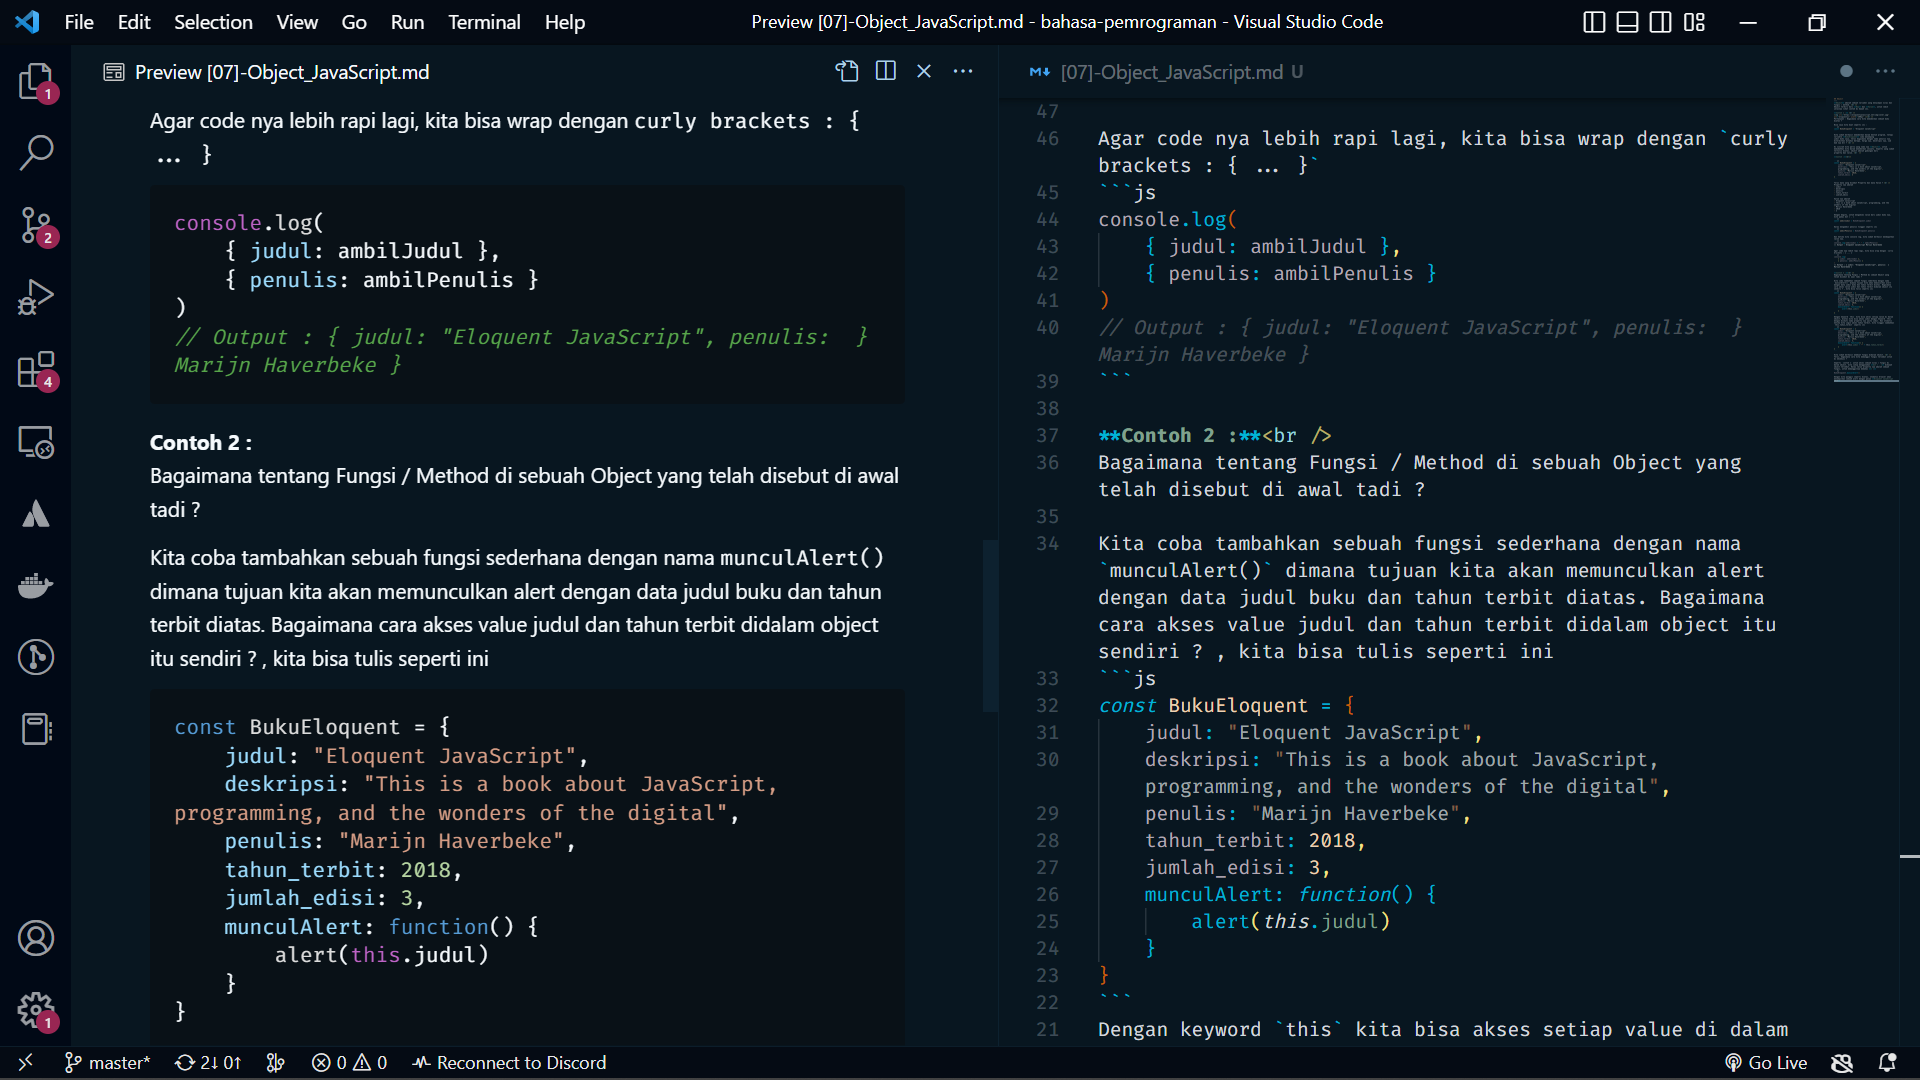 File Edit Selection View Go Run Terminal Help
Preview [07]-Object_JavaScript.md - bahasa-pemrograman - Visual Studio Code
1
2
4
1
Preview [07]-Object_JavaScript.md
Agar code nya lebih rapi lagi, kita bisa wrap dengan curly brackets : {
... }
console.log(
    { judul: ambilJudul },
    { penulis: ambilPenulis }
)
// Output : { judul: "Eloquent JavaScript", penulis:  }
Marijn Haverbeke }
Contoh 2 :
Bagaimana tentang Fungsi / Method di sebuah Object yang telah disebut di awal
tadi ?
Kita coba tambahkan sebuah fungsi sederhana dengan nama munculAlert()
dimana tujuan kita akan memunculkan alert dengan data judul buku dan tahun
terbit diatas. Bagaimana cara akses value judul dan tahun terbit didalam object
itu sendiri ? , kita bisa tulis seperti ini
const BukuEloquent = {
    judul: "Eloquent JavaScript",
    deskripsi: "This is a book about JavaScript,
programming, and the wonders of the digital",
    penulis: "Marijn Haverbeke",
    tahun_terbit: 2018,
    jumlah_edisi: 3,
    munculAlert: function() {
        alert(this.judul)
    }
}
[07]-Object_JavaScript.md U
47
46 Agar code nya lebih rapi lagi, kita bisa wrap dengan `curly
brackets : { ... }`
45 ```js
44 console.log(
43     { judul: ambilJudul },
42     { penulis: ambilPenulis }
41 )
40 // Output : { judul: "Eloquent JavaScript", penulis:  }
Marijn Haverbeke }
39 ```
38
37 **Contoh 2 :**<br />
36 Bagaimana tentang Fungsi / Method di sebuah Object yang
telah disebut di awal tadi ?
35
34 Kita coba tambahkan sebuah fungsi sederhana dengan nama
`munculAlert()` dimana tujuan kita akan memunculkan alert
dengan data judul buku dan tahun terbit diatas. Bagaimana
cara akses value judul dan tahun terbit didalam object itu
sendiri ? , kita bisa tulis seperti ini
33 ```js
32 const BukuEloquent = {
31     judul: "Eloquent JavaScript",
30     deskripsi: "This is a book about JavaScript,
programming, and the wonders of the digital",
29     penulis: "Marijn Haverbeke",
28     tahun_terbit: 2018,
27     jumlah_edisi: 3,
26     munculAlert: function() {
25         alert(this.judul)
24     }
23 }
22 ```
21 Dengan keyword `this` kita bisa akses setiap value di dalam
master* 2↓ 0↑ 0 0 Reconnect to Discord Go Live